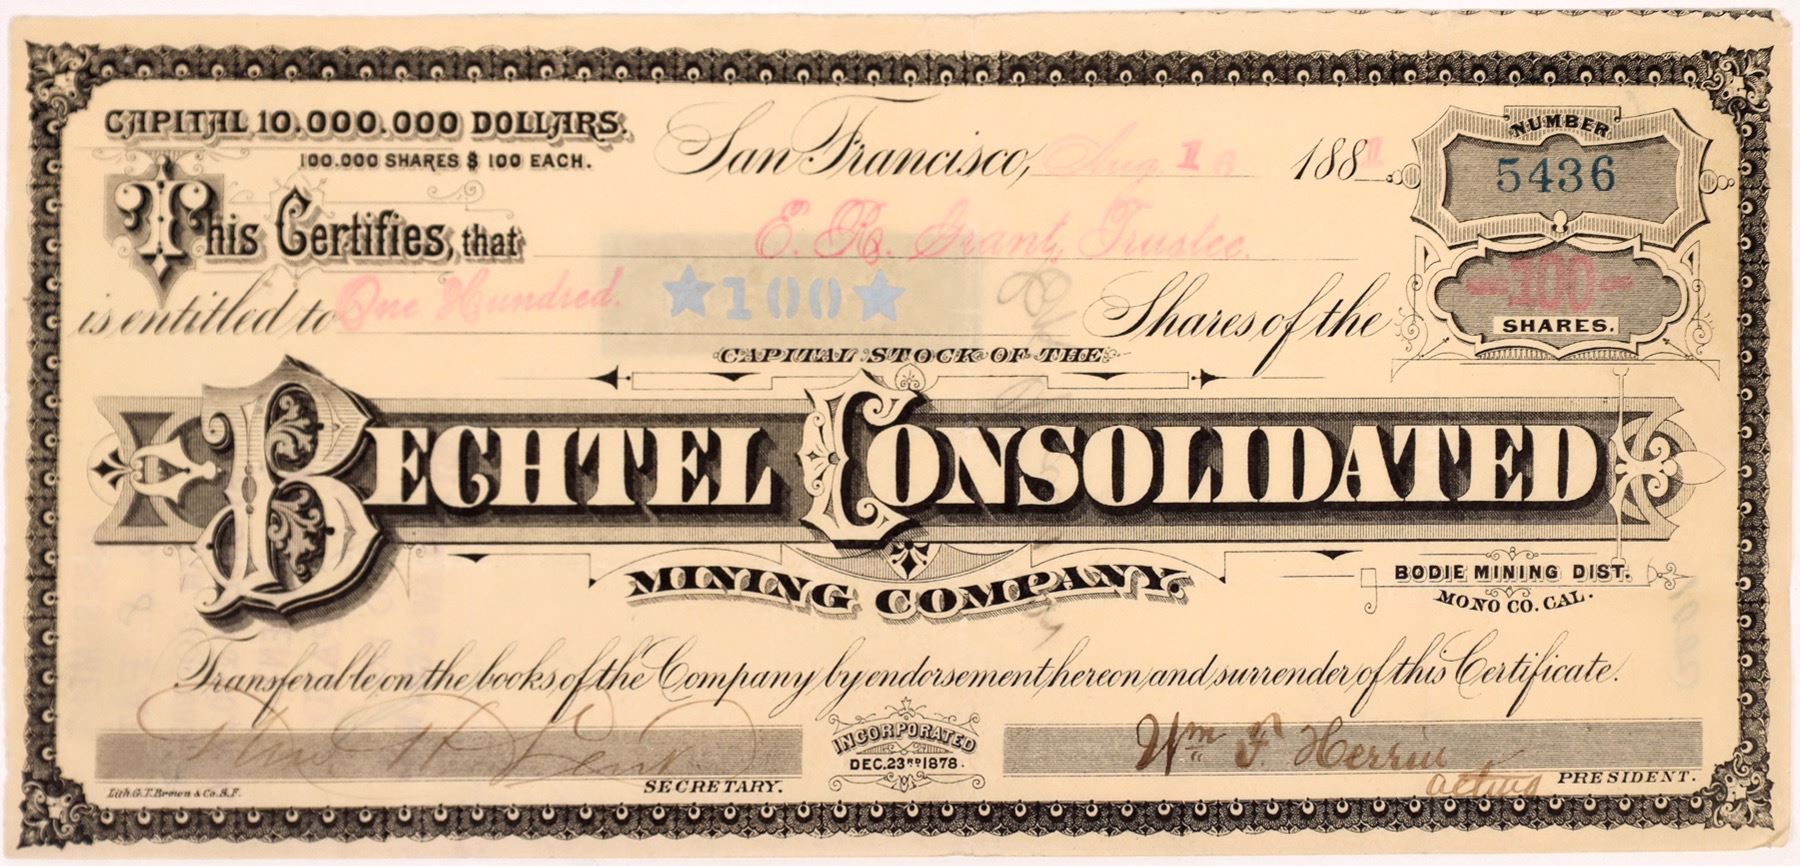 CAPITAL 10.000.000 DOLLARS.
100.000 SHARES $ 100 EACH.
San Francisco, Aug 16 1881
NUMBER
5436
This Certifies, that E. R. Grant, Trustee.
is entitled to One Hundred. ★100★ Shares of the
-100-
SHARES.
CAPITAL STOCK OF THE
BECHTEL CONSOLIDATED
MINING COMPANY.
BODIE MINING DIST.
MONO CO. CAL.
Transferable on the books of the Company by endorsement hereon and surrender of this Certificate.
Wm F. Herrin
acting PRESIDENT.
SECRETARY.
INCORPORATED
DEC. 23RD 1878.
Lith. G. T. Brown & Co. S.F.